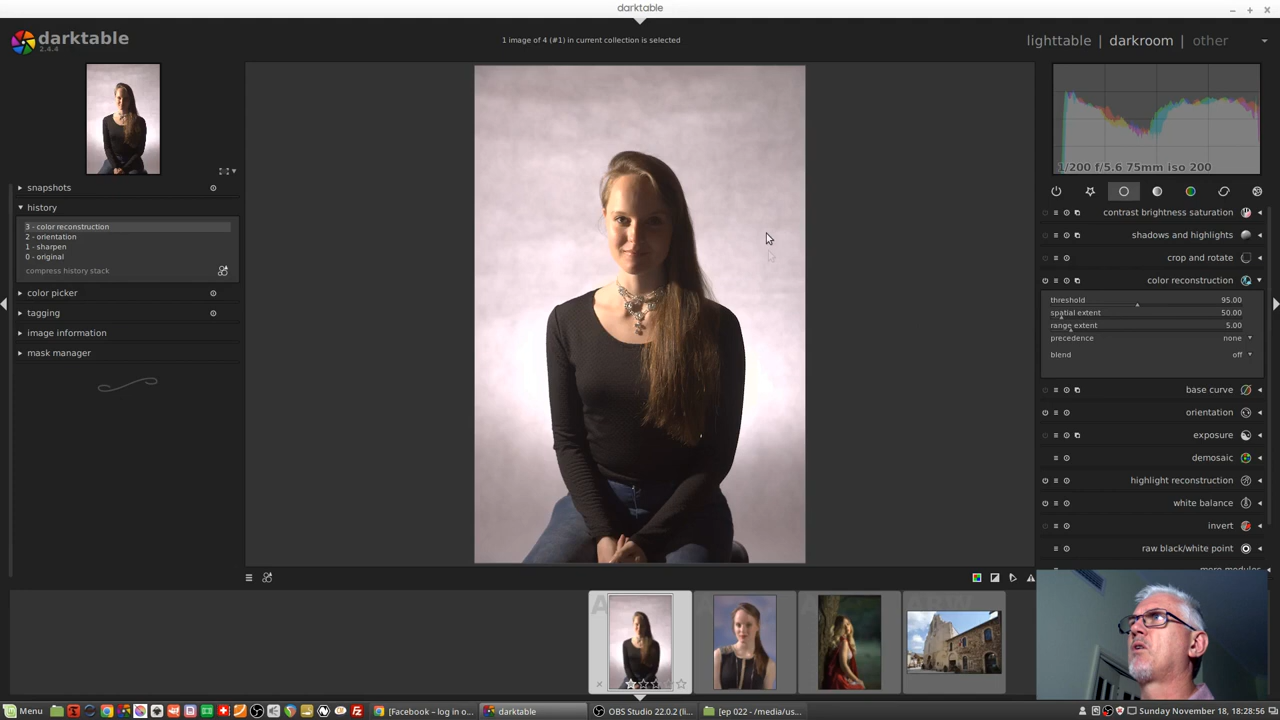 darktable
darktable
2.4.4
1 image of 4 (#1) in current collection is selected
lighttable | darkroom | other
snapshots
history
3 - color reconstruction
2 - orientation
1 - sharpen
0 - original
compress history stack
color picker
tagging
image information
mask manager
1/200 f/5.6 75mm iso 200
contrast brightness saturation
shadows and highlights
crop and rotate
color reconstruction
threshold 95.00
spatial extent 50.00
range extent 5.00
precedence none
blend off
base curve
orientation
exposure
demosaic
highlight reconstruction
white balance
invert
raw black/white point
more modules
Menu
[Facebook – log in o...
darktable
OBS Studio 22.0.2 (li...
[ep 022 - /media/us...
Sunday November 18, 18:28:56